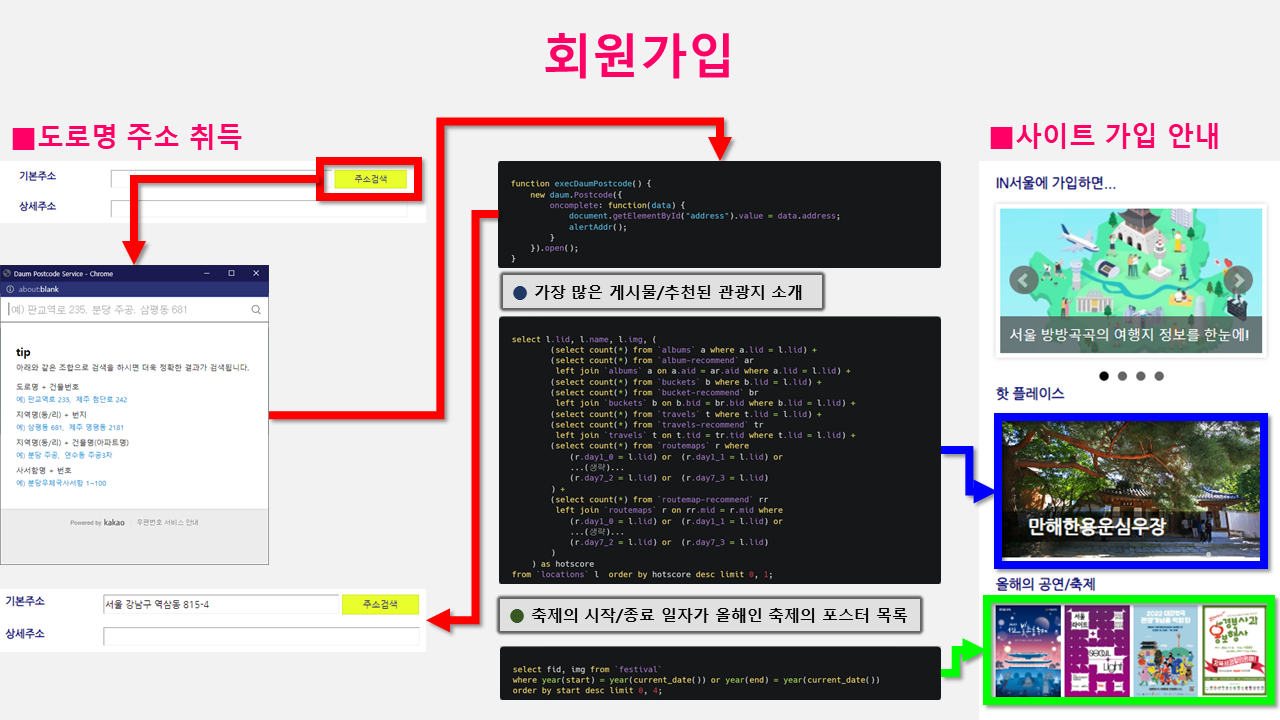 회원가입
■도로명 주소 취득
기본주소
주소검색
상세주소
Daum Postcode Service - Chrome
about:blank
예) 판교역로 235, 분당 주공, 삼평동 681
tip
아래와 같은 조합으로 검색을 하시면 더욱 정확한 결과가 검색됩니다.
도로명 + 건물번호
예) 판교역로 235, 제주 첨단로 242
지역명(동/리) + 번지
예) 삼평동 681, 제주 영평동 2181
지역명(동/리) + 건물명(아파트명)
예) 분당 주공, 연수동 주공3차
사서함명 + 번호
예) 분당우체국사서함 1~100
Powered by kakao | 우편번호 서비스 안내
기본주소
서울 강남구 역삼동 815-4
주소검색
상세주소
function execDaumPostcode() {
new daum.Postcode({
oncomplete: function(data) {
document.getElementById("address").value = data.address;
alertAddr();
}
}).open();
}
● 가장 많은 게시물/추천된 관광지 소개
select l.lid, l.name, l.img, (
(select count(*) from `albums` a where a.lid = l.lid) +
(select count(*) from `album-recommend` ar
left join `albums` a on a.aid = ar.aid where a.lid = l.lid) +
(select count(*) from `buckets` b where b.lid = l.lid) +
(select count(*) from `bucket-recommend` br
left join `buckets` b on b.bid = br.bid where b.lid = l.lid) +
(select count(*) from `travels` t where t.lid = l.lid) +
(select count(*) from `travels-recommend` tr
left join `travels` t on t.tid = tr.tid where t.lid = l.lid) +
(select count(*) from `routemaps` r where
(r.day1_0 = l.lid) or (r.day1_1 = l.lid) or
...(생략)...
(r.day7_2 = l.lid) or (r.day7_3 = l.lid)
) +
(select count(*) from `routemap-recommend` rr
left join `routemaps` r on rr.mid = r.mid where
(r.day1_0 = l.lid) or (r.day1_1 = l.lid) or
...(생략)...
(r.day7_2 = l.lid) or (r.day7_3 = l.lid)
)
) as hotscore
from `locations` l order by hotscore desc limit 0, 1;
● 축제의 시작/종료 일자가 올해인 축제의 포스터 목록
select fid, img from `festival`
where year(start) = year(current_date()) or year(end) = year(current_date())
order by start desc limit 0, 4;
■사이트 가입 안내
IN서울에 가입하면...
서울 방방곡곡의 여행지 정보를 한눈에!
핫 플레이스
만해한용운심우장
올해의 공연/축제
서울
라이트
SEOUL
Light
2022 대한민국